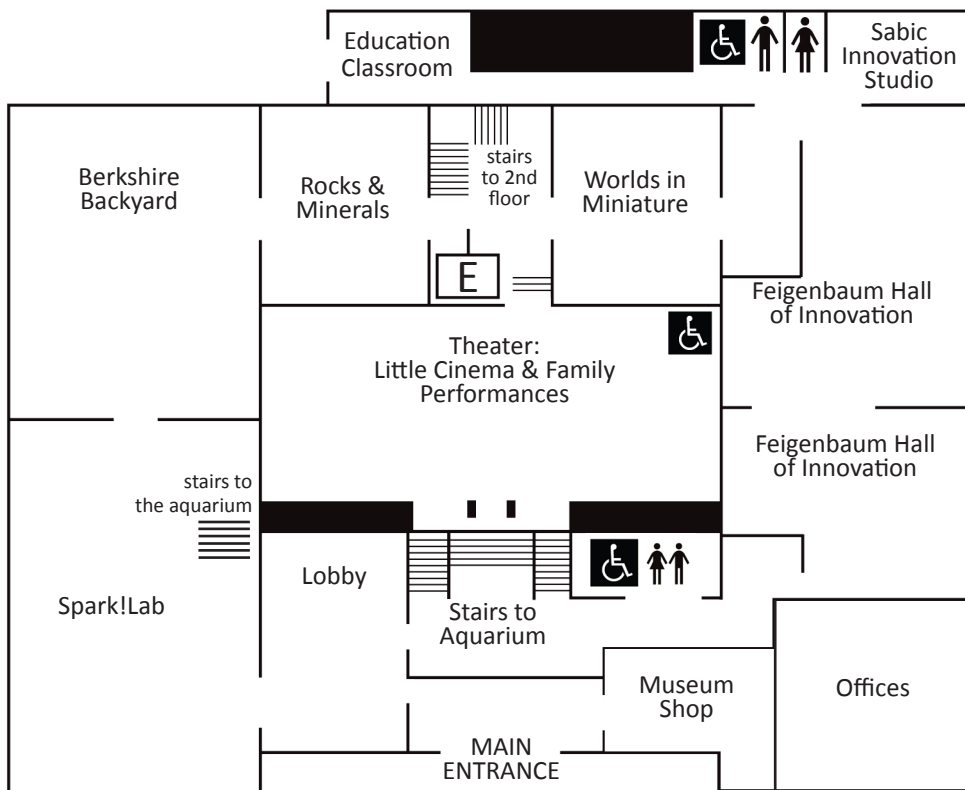 Education
Classroom
Sabic
Innovation
Studio
Berkshire
Backyard
Rocks &
Minerals
stairs
to 2nd
floor
Worlds in
Miniature
E
Feigenbaum Hall
of Innovation
Theater:
Little Cinema & Family
Performances
Feigenbaum Hall
of Innovation
stairs to
the aquarium
Lobby
Spark!Lab
Stairs to
Aquarium
Museum
Shop
Offices
MAIN
ENTRANCE